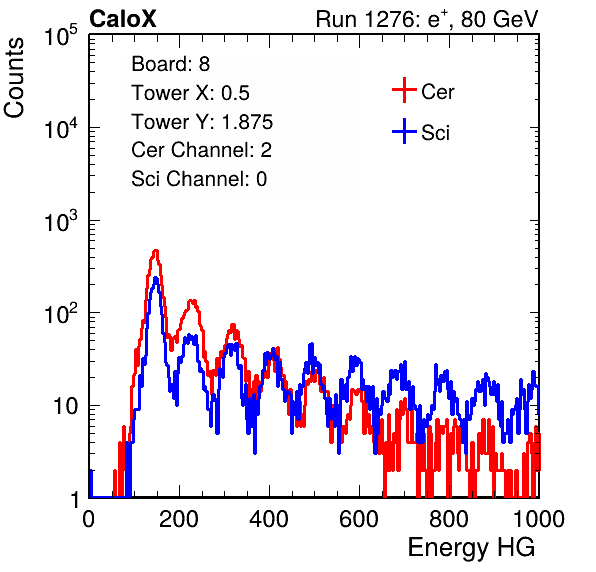 CaloX Run 1276: e⁺, 80 GeV
Counts
Board: 8
Tower X: 0.5
Tower Y: 1.875
Cer Channel: 2
Sci Channel: 0
Cer
Sci
10⁵
10⁴
10³
10²
10
1
0 200 400 600 800 1000
Energy HG